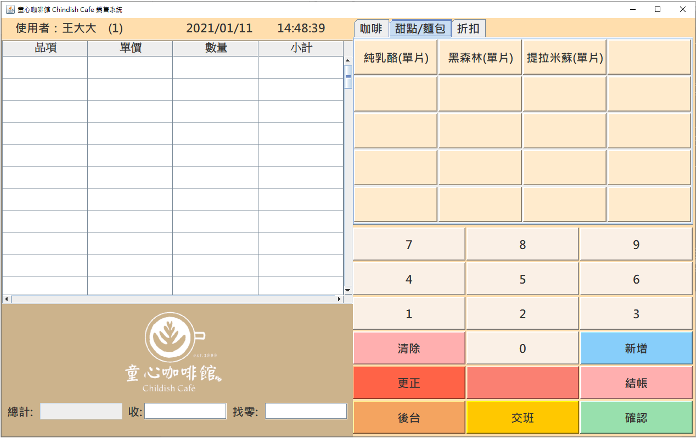 童心咖啡館 Chindish Cafe 銷售系統
使用者：王大大 (1) 2021/01/11 14:48:39
咖啡 甜點/麵包 折扣
品項 單價 數量 小計
純乳酪(單片) 黑森林(單片) 提拉米蘇(單片)
7 8 9
4 5 6
1 2 3
清除 0 新增
更正 結帳
後台 交班 確認
童心咖啡館
Childish Café
總計: 收: 找零: